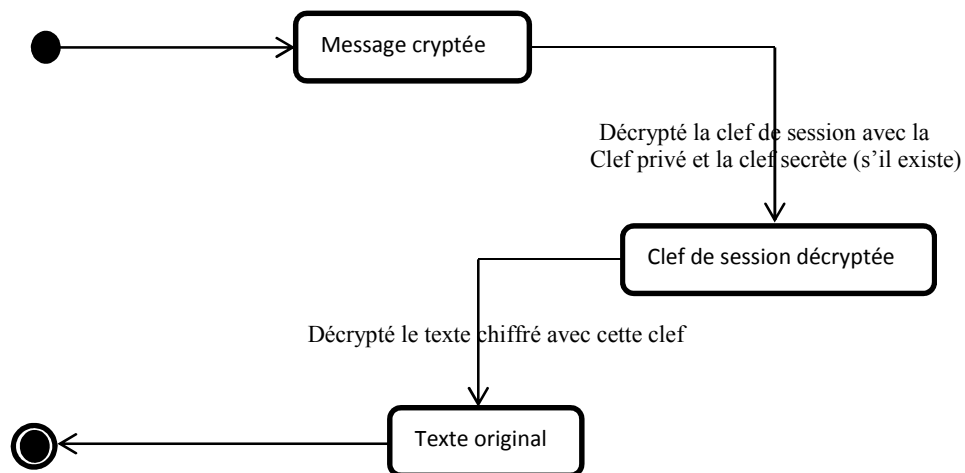 Message cryptée
Décrypté la clef de session avec la
Clef privé et la clef secrète (s’il existe)
Clef de session décryptée
Décrypté le texte chiffré avec cette clef
Texte original